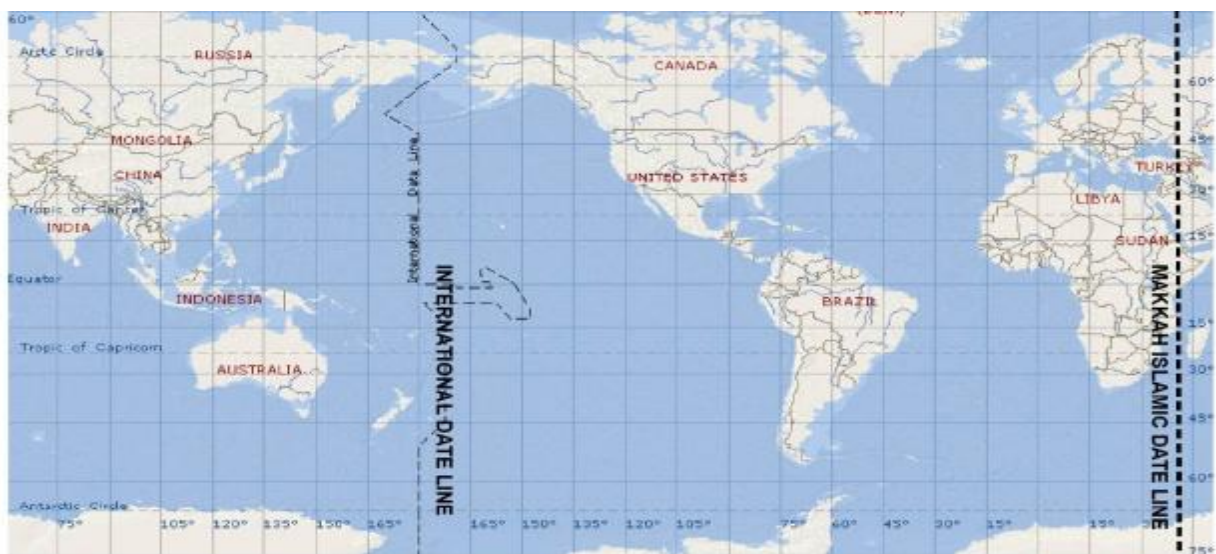 60°
Arctic Circle
RUSSIA
CANADA
60°
MONGOLIA
45°
CHINA
UNITED STATES
TURKEY
LIBYA
Tropic of Cancer
INDIA
15°
SUDAN
International Date Line
Equator
INDONESIA
BRAZIL
INTERNATIONAL DATE LINE
MAKKAH ISLAMIC DATE LINE
15°
Tropic of Capricorn
AUSTRALIA
30°
45°
60°
Antarctic Circle
75° 105° 120° 135° 150° 165° 165° 150° 135° 120° 105° 75° 60° 45° 30° 15° 15°
75°